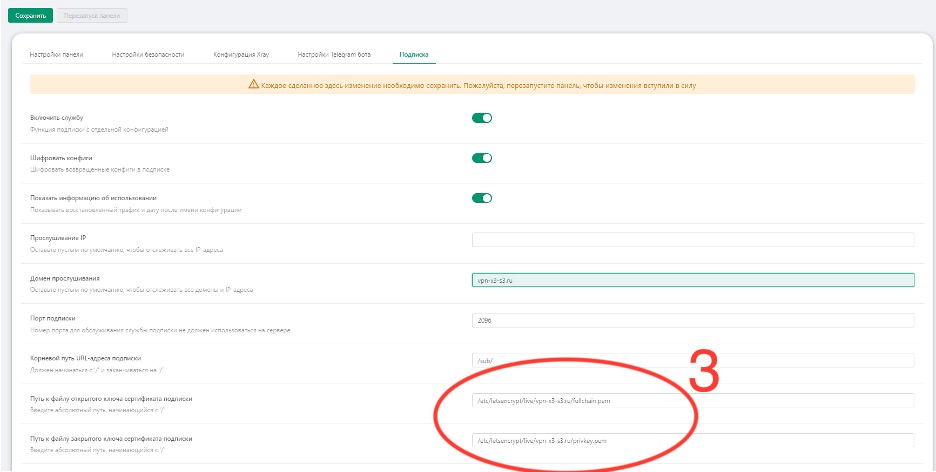 Сохранить Перезапуск панели
Настройки панели Настройки безопасности Конфигурация Xray Настройки Telegram бота Подписка
Каждое сделанное здесь изменение необходимо сохранить. Пожалуйста, перезапустите панель, чтобы изменения вступили в силу
Включить службу
Функция подписки с отдельной конфигурацией
Шифровать конфиги
Шифровать возвращенные конфиги в подписке
Показать информацию об использовании
Показывать восстановленный трафик и дату после имени конфигурации
Прослушивание IP
Оставьте пустым по умолчанию, чтобы отслеживать все IP-адреса
Домен прослушивания
vpn-x3-s3.ru
Оставьте пустым по умолчанию, чтобы отслеживать все домены и IP-адреса
Порт подписки
2096
Номер порта для обслуживания службы подписки не должен использоваться на сервере
3
Корневой путь URL-адреса подписки
/sub/
Должен начинаться с '/' и заканчиваться на '/'
Путь к файлу открытого ключа сертификата подписки
/etc/letsencrypt/live/vpn-x3-s3.ru/fullchain.pem
Введите абсолютный путь, начинающийся с '/'
Путь к файлу закрытого ключа сертификата подписки
/etc/letsencrypt/live/vpn-x3-s3.ru/privkey.pem
Введите абсолютный путь, начинающийся с '/'